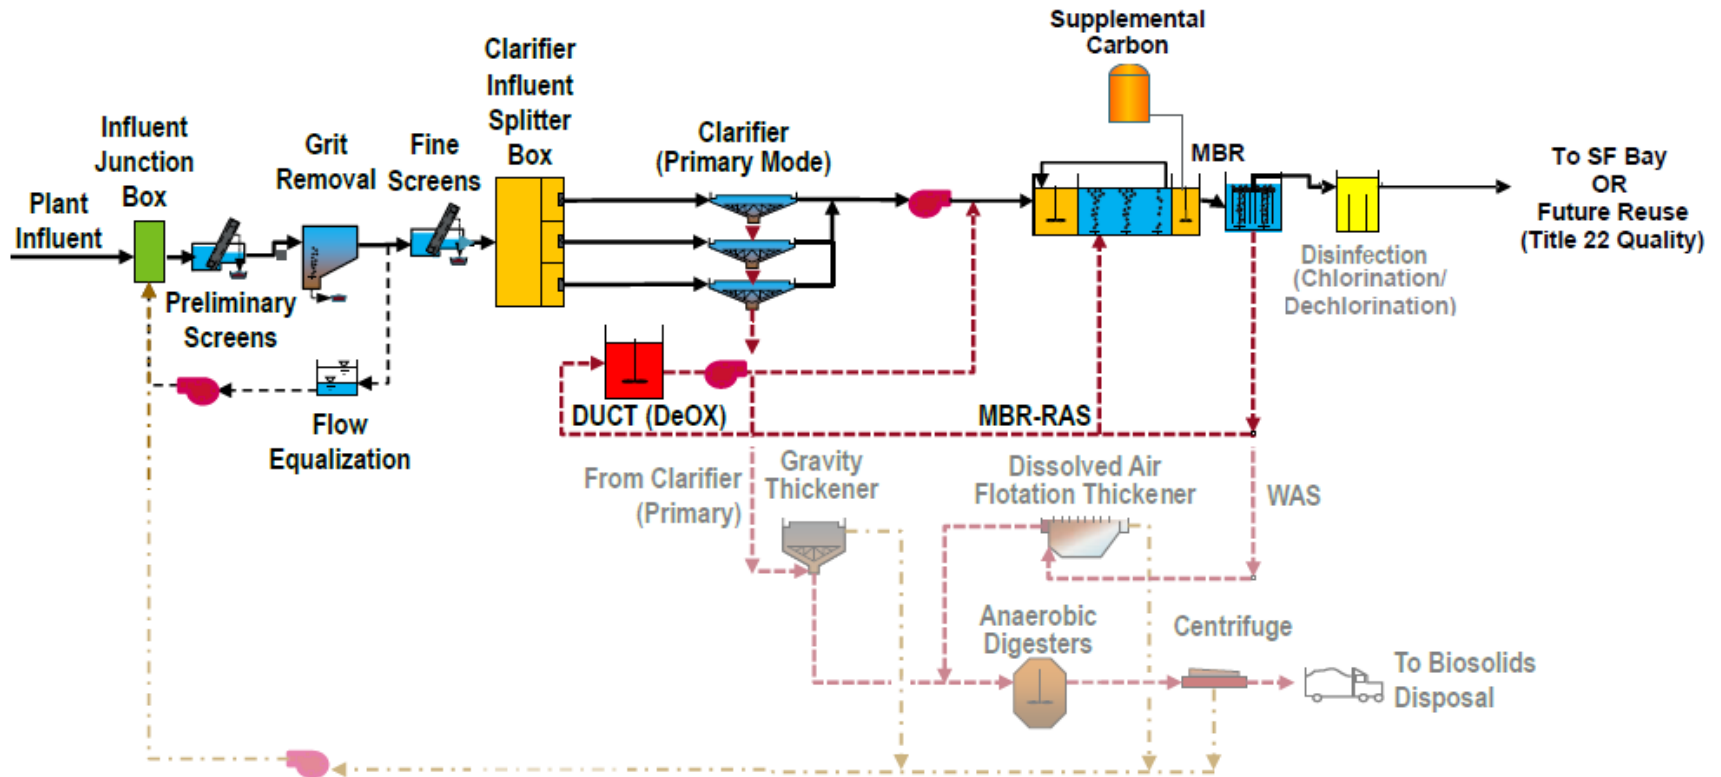 Supplemental
Carbon
Clarifier
Influent
Splitter
Box
Influent
Junction
Box
Grit
Removal
Fine
Screens
Clarifier
(Primary Mode)
MBR
To SF Bay
OR
Future Reuse
(Title 22 Quality)
Plant
Influent
Preliminary
Screens
Disinfection
(Chlorination/
Dechlorination)
Flow
Equalization
DUCT (DeOX)
MBR-RAS
From Clarifier
(Primary)
Gravity
Thickener
Dissolved Air
Flotation Thickener
WAS
Anaerobic
Digesters
Centrifuge
To Biosolids
Disposal